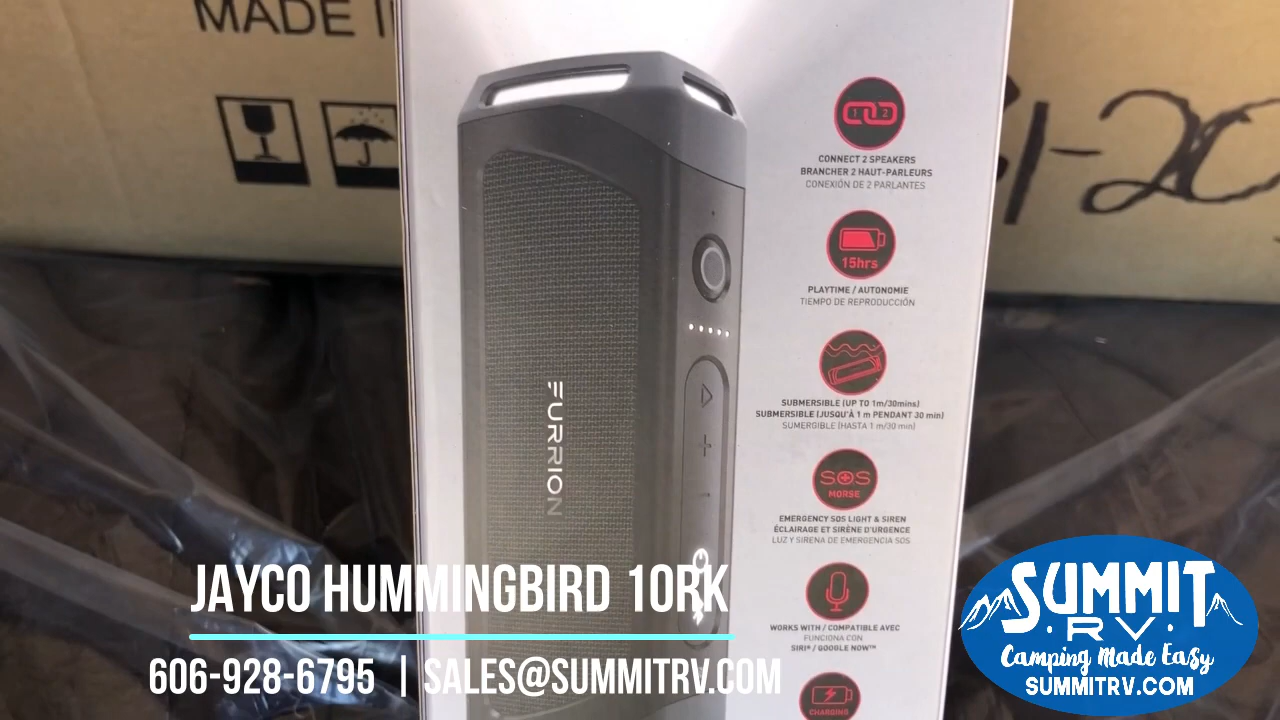 MADE I
1-20
CONNECT 2 SPEAKERS
BRANCHER 2 HAUT-PARLEURS
CONEXIÓN DE 2 PARLANTES
15hrs
PLAYTIME / AUTONOMIE
TIEMPO DE REPRODUCCIÓN
SUBMERSIBLE (UP TO 1m/30mins)
SUBMERSIBLE (JUSQU'À 1 m PENDANT 30 min)
SUMERGIBLE (HASTA 1 m/30 min)
SOS
MORSE
EMERGENCY SOS LIGHT & SIREN
ÉCLAIRAGE ET SIRÈNE D'URGENCE
LUZ Y SIRENA DE EMERGENCIA SOS
WORKS WITH / COMPATIBLE AVEC
FUNCIONA CON
SIRI® / GOOGLE NOW™
CHARGING
FURRION
JAYCO HUMMINGBIRD 10RK
606-928-6795 | SALES@SUMMITRV.COM
SUMMIT
R.V.
Camping Made Easy
SUMMITRV.COM